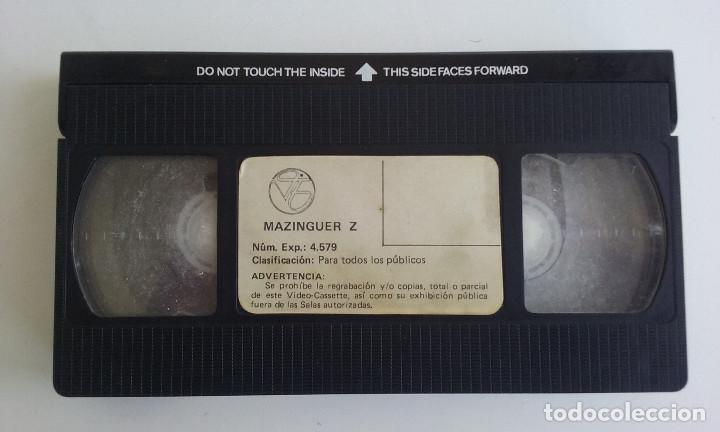 DO NOT TOUCH THE INSIDE THIS SIDE FACES FORWARD
MAZINGUER Z
Núm. Exp.: 4.579
Clasificación: Para todos los públicos
ADVERTENCIA:
Se prohíbe la regrabación y/o copias, total o parcial
de este Video-Cassette, así como su exhibición pública
fuera de las Salas autorizadas.
todocoleccion